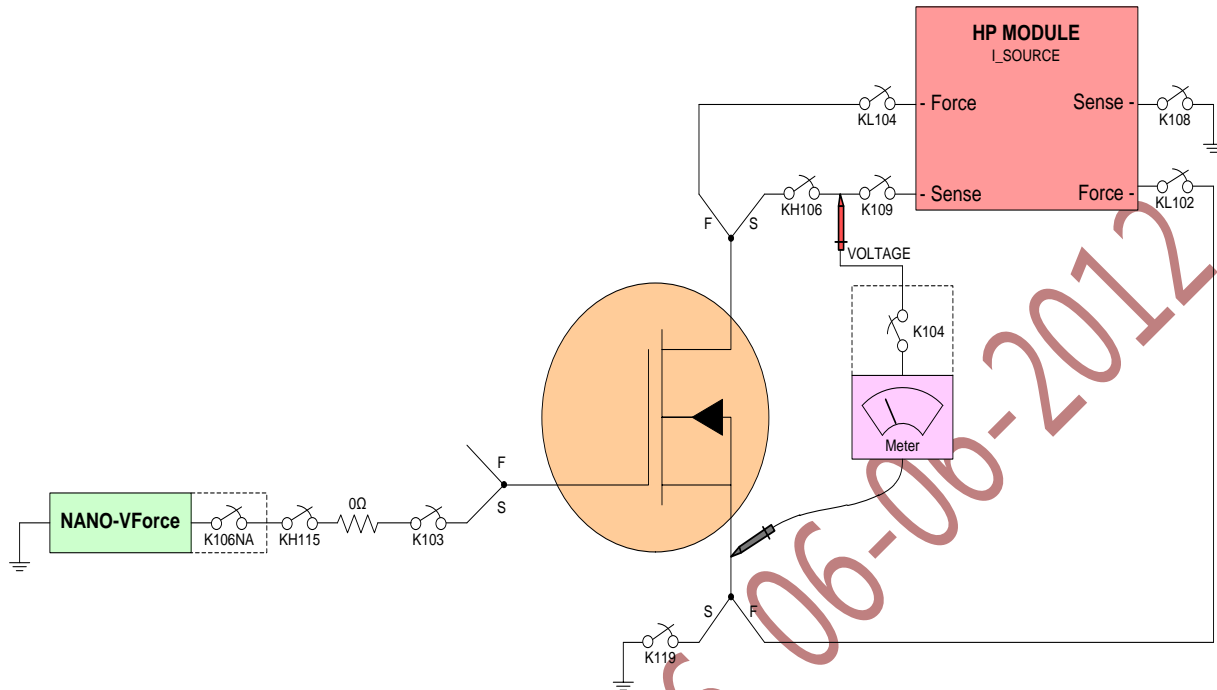 HP MODULE
I_SOURCE
- Force
Sense -
KL104
K108
- Sense
Force -
KH106
K109
KL102
F
S
VOLTAGE
K104
Meter
F
S
NANO-VForce
0Ω
K106NA
KH115
K103
S
F
K119
06-06-2012